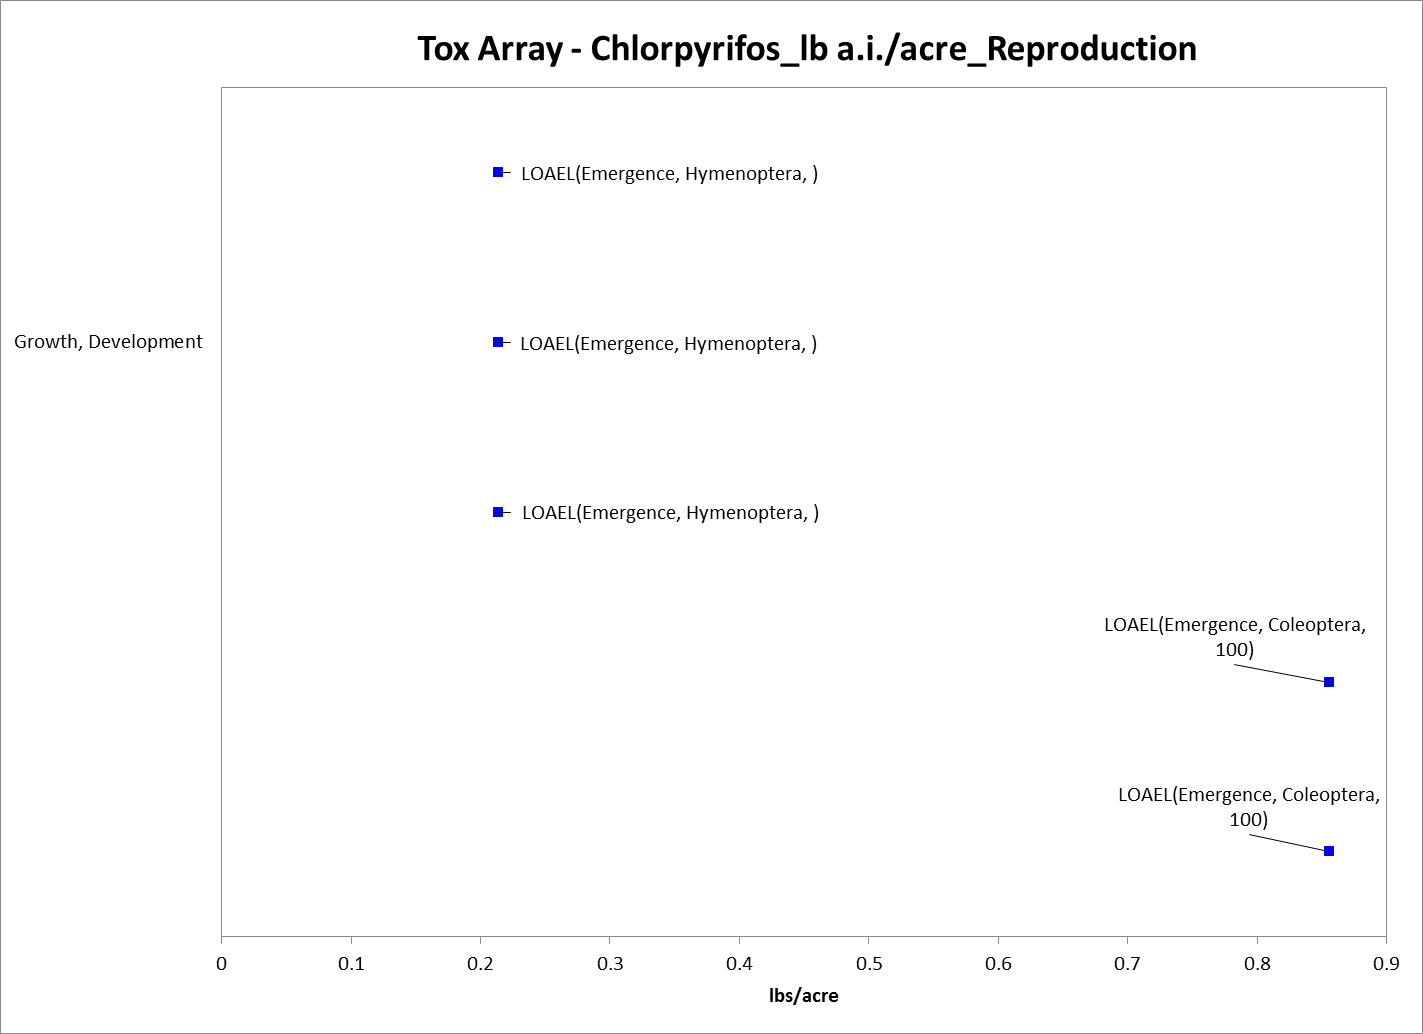 Tox Array - Chlorpyrifos_lb a.i./acre_Reproduction
LOAEL(Emergence, Hymenoptera, )
Growth, Development
LOAEL(Emergence, Hymenoptera, )
LOAEL(Emergence, Hymenoptera, )
LOAEL(Emergence, Coleoptera,
100)
LOAEL(Emergence, Coleoptera,
100)
0 0.1 0.2 0.3 0.4 0.5 0.6 0.7 0.8 0.9
lbs/acre